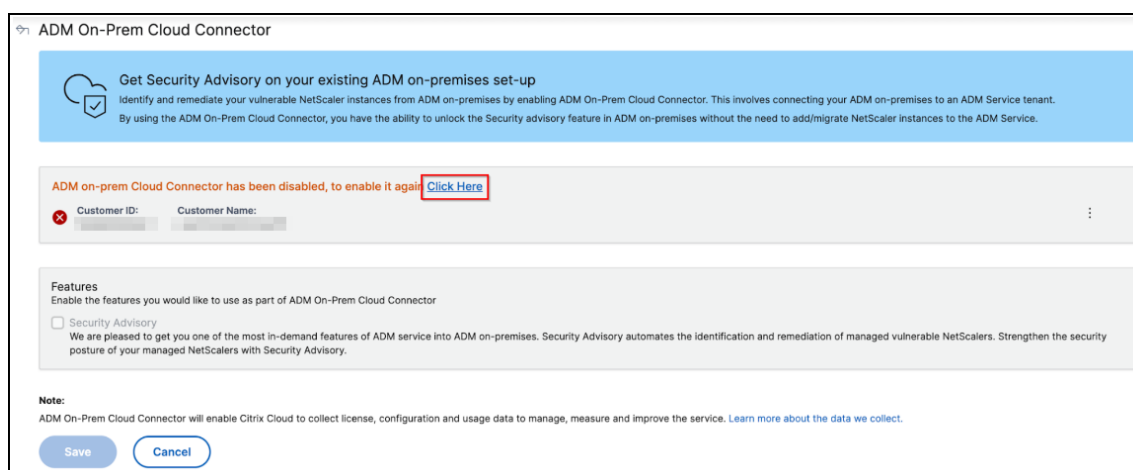 ADM On-Prem Cloud Connector
Get Security Advisory on your existing ADM on-premises set-up
Identify and remediate your vulnerable NetScaler instances from ADM on-premises by enabling ADM On-Prem Cloud Connector. This involves connecting your ADM on-premises to an ADM Service tenant.
By using the ADM On-Prem Cloud Connector, you have the ability to unlock the Security advisory feature in ADM on-premises without the need to add/migrate NetScaler instances to the ADM Service.
ADM on-prem Cloud Connector has been disabled, to enable it again Click Here
Customer ID: Customer Name:
Features
Enable the features you would like to use as part of ADM On-Prem Cloud Connector
Security Advisory
We are pleased to get you one of the most in-demand features of ADM service into ADM on-premises. Security Advisory automates the identification and remediation of managed vulnerable NetScalers. Strengthen the security
posture of your managed NetScalers with Security Advisory.
Note:
ADM On-Prem Cloud Connector will enable Citrix Cloud to collect license, configuration and usage data to manage, measure and improve the service. Learn more about the data we collect.
Save Cancel